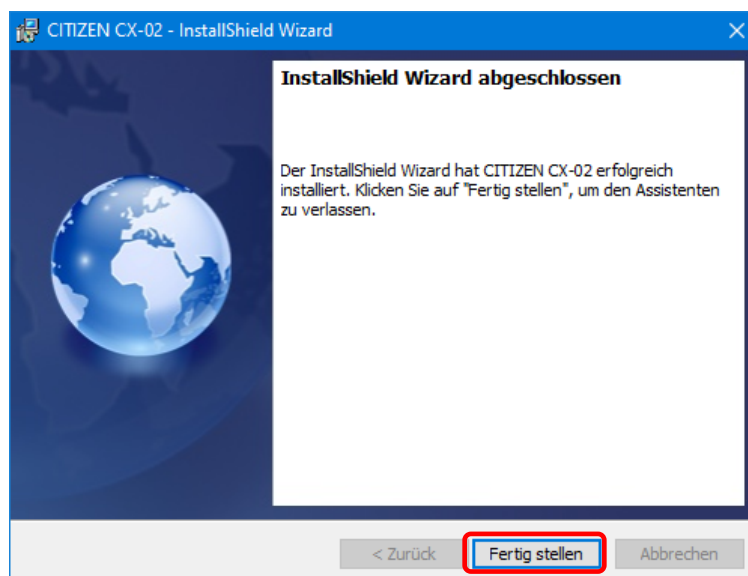 CITIZEN CX-02 - InstallShield Wizard
InstallShield Wizard abgeschlossen
Der InstallShield Wizard hat CITIZEN CX-02 erfolgreich
installiert. Klicken Sie auf "Fertig stellen", um den Assistenten
zu verlassen.
< Zurück Fertig stellen Abbrechen